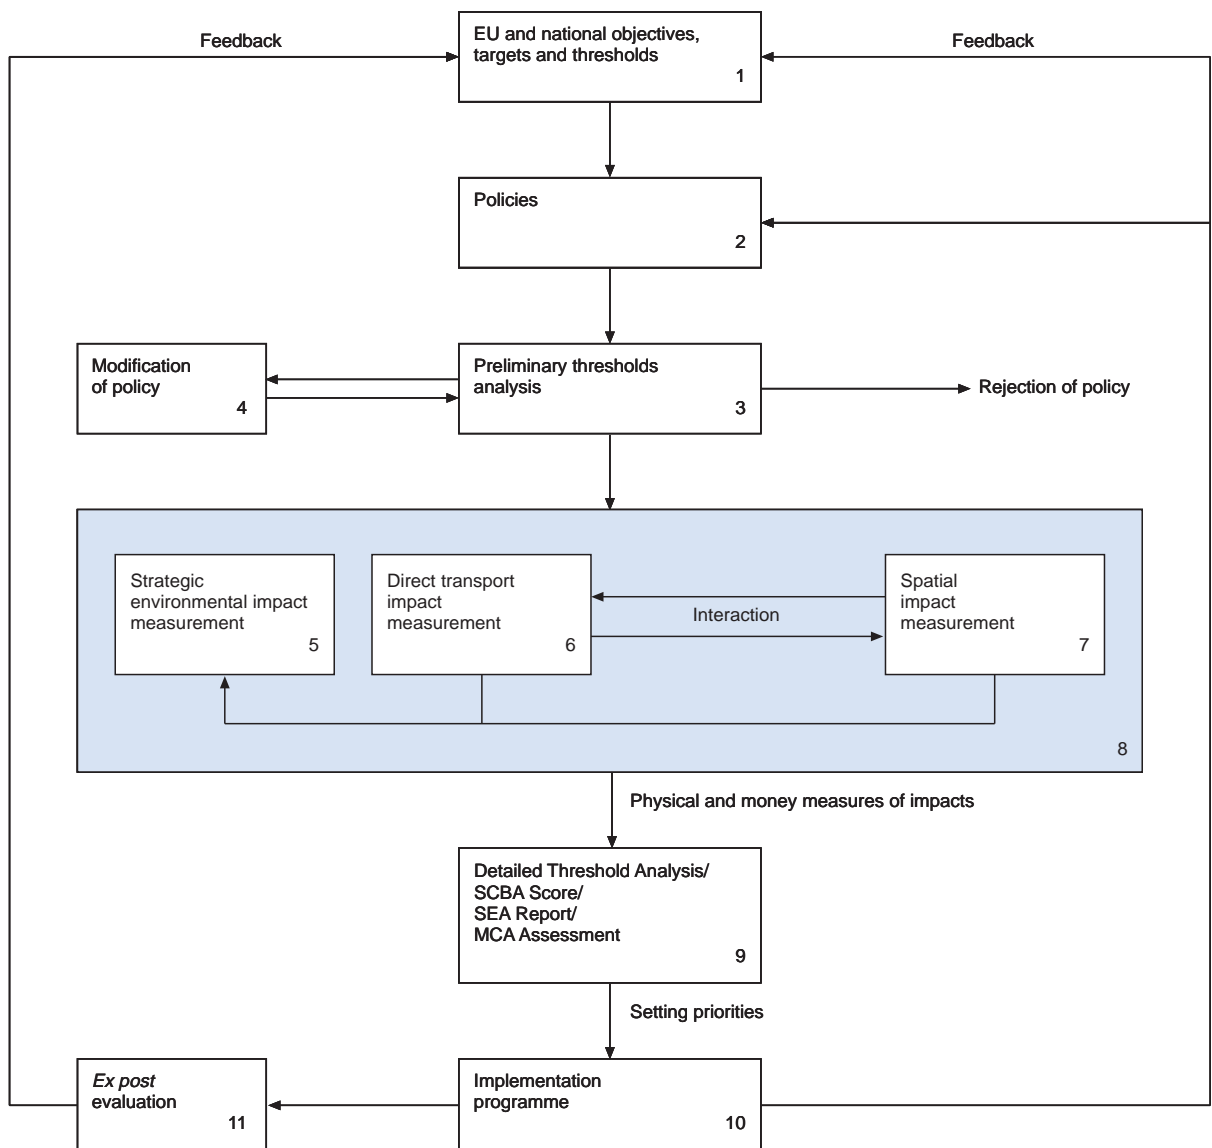 Feedback
EU and national objectives,
targets and thresholds
1
Feedback
Policies
2
Modification
of policy
4
Preliminary thresholds
analysis
3
Rejection of policy
Strategic
environmental impact
measurement
5
Direct transport
impact
measurement
6
Interaction
Spatial
impact
measurement
7
8
Physical and money measures of impacts
Detailed Threshold Analysis/
SCBA Score/
SEA Report/
MCA Assessment
9
Setting priorities
Ex post
evaluation
11
Implementation
programme
10